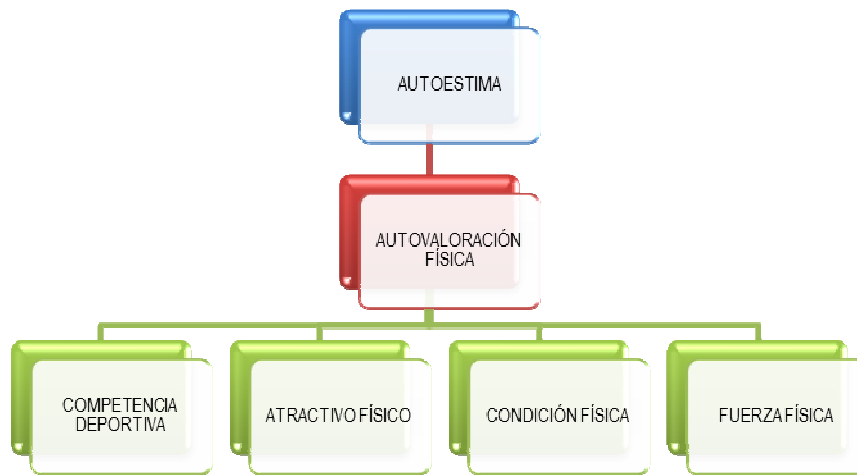 AUTOESTIMA
AUTOVALORACIÓN
FÍSICA
COMPETENCIA
DEPORTIVA
ATRACTIVO FÍSICO
CONDICIÓN FÍSICA
FUERZA FÍSICA